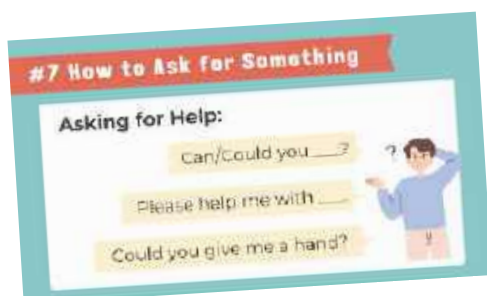 #7 How to Ask for Something
Asking for Help:
Can/Could you ___?
?
Please help me with ___.
Could you give me a hand?